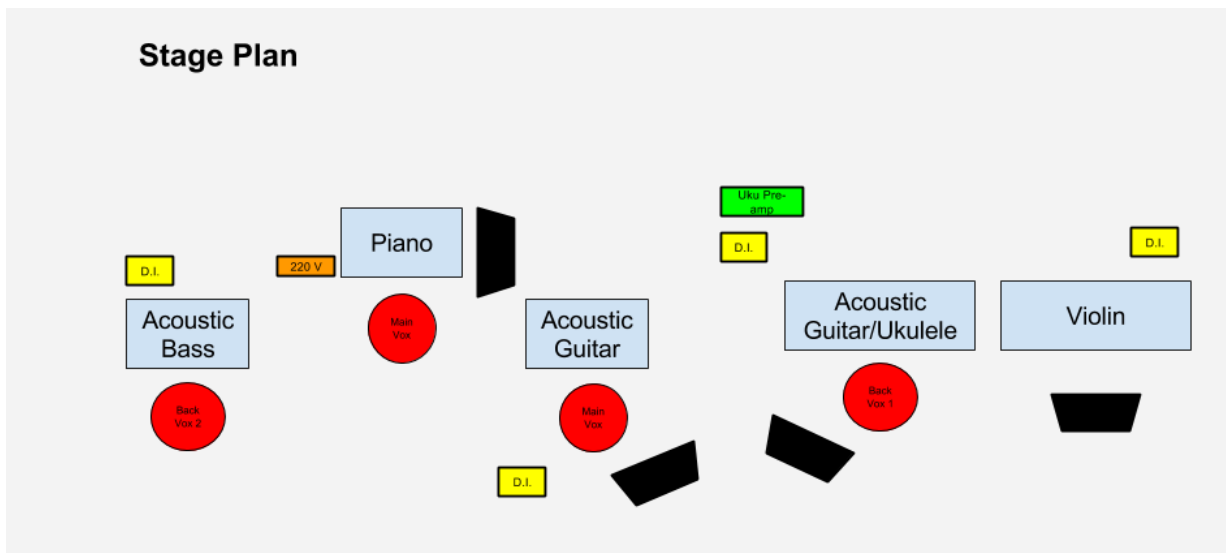 Stage Plan
Uku Pre-
amp
D.I.
D.I.
Piano
D.I.
220 V
Acoustic
Guitar/Ukulele
Violin
Acoustic
Bass
Acoustic
Guitar
Main
Vox
Back
Vox 1
Back
Vox 2
Main
Vox
D.I.